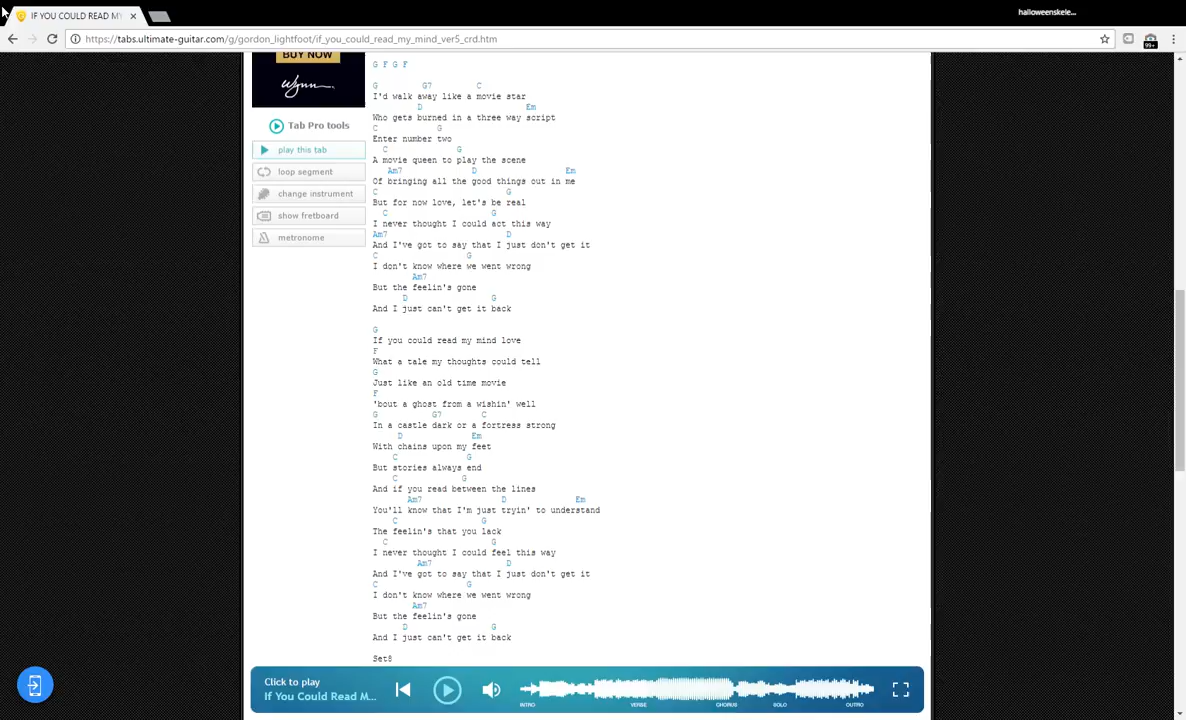 IF YOU COULD READ MY
halloweenskele...
https://tabs.ultimate-guitar.com/g/gordon_lightfoot/if_you_could_read_my_mind_ver5_crd.htm
99+
BUY NOW
Wynn
Tab Pro tools
play this tab
loop segment
change instrument
show fretboard
metronome
G F G F
G G7 C
I'd walk away like a movie star
D Em
Who gets burned in a three way script
C G
Enter number two
C G
A movie queen to play the scene
Am7 D Em
Of bringing all the good things out in me
C G
But for now love, let's be real
C G
I never thought I could act this way
Am7 D
And I've got to say that I just don't get it
C G
I don't know where we went wrong
Am7
But the feelin's gone
D G
And I just can't get it back
G
If you could read my mind love
F
What a tale my thoughts could tell
G
Just like an old time movie
F
'bout a ghost from a wishin' well
G G7 C
In a castle dark or a fortress strong
D Em
With chains upon my feet
C G
But stories always end
C G
And if you read between the lines
Am7 D Em
You'll know that I'm just tryin' to understand
C G
The feelin's that you lack
C G
I never thought I could feel this way
Am7 D
And I've got to say that I just don't get it
C G
I don't know where we went wrong
Am7
But the feelin's gone
D G
And I just can't get it back
Set8
Click to play
If You Could Read M...
INTRO VERSE CHORUS SOLO OUTRO